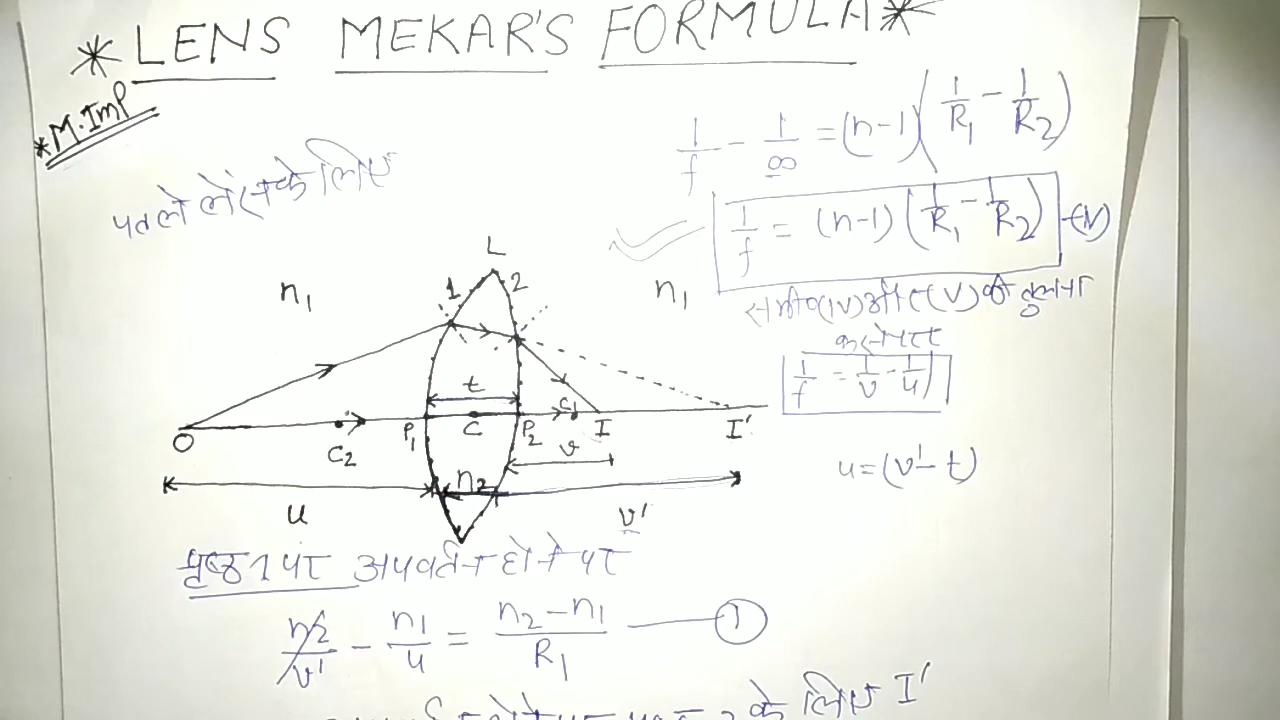 *LENS MEKAR'S FORMULA*
*M.Imp
पतले लेंस के लिए
1/f - 1/∞ = (n-1)(1/R₁ - 1/R₂)
1/f = (n-1)(1/R₁ - 1/R₂) -(V)
समी० (IV) और (V) की तुलना
करने पर
1/f = 1/v - 1/u
u = (v' - t)
L
1 2
n₁ n₁
t
O C₂ P₁ C P₂ C₁ I I'
v
n₂
u v'
पृष्ठ 1 पर अपवर्तन होने पर
n2/v' - n₁/u = n₂-n₁/R₁ — ①
के लिए I'